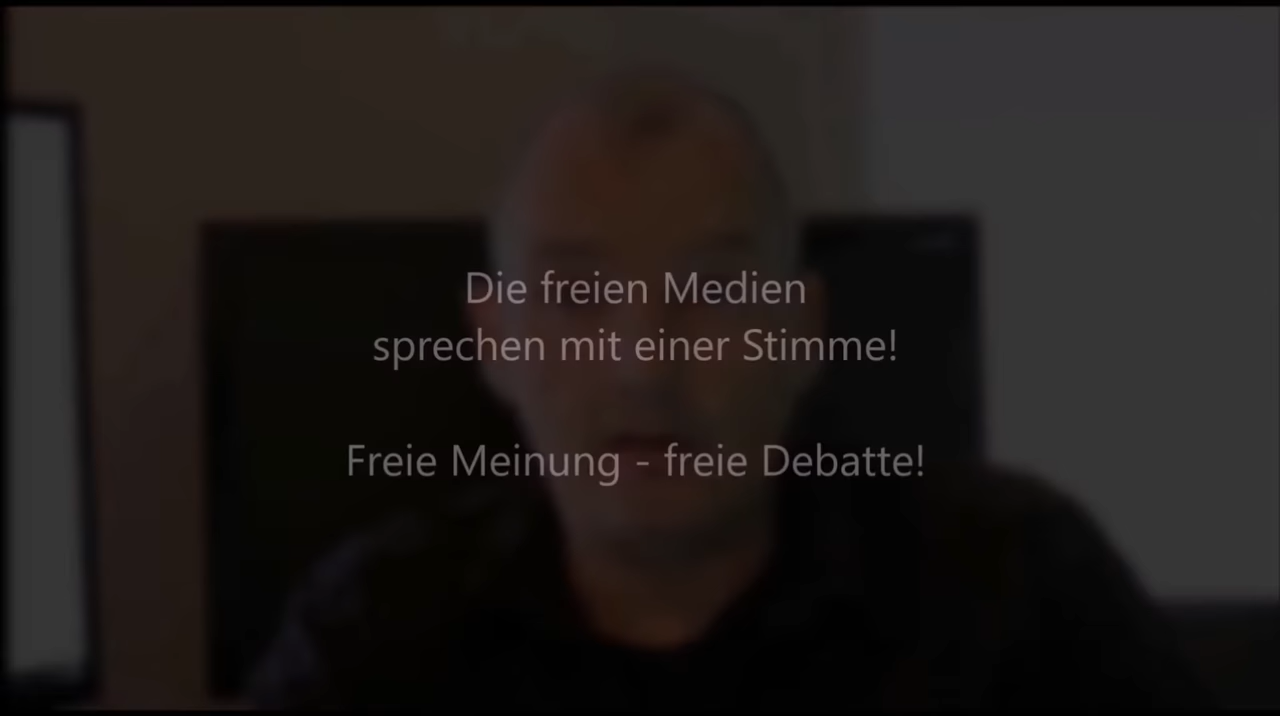 Die freien Medien
sprechen mit einer Stimme!
Freie Meinung - freie Debatte!